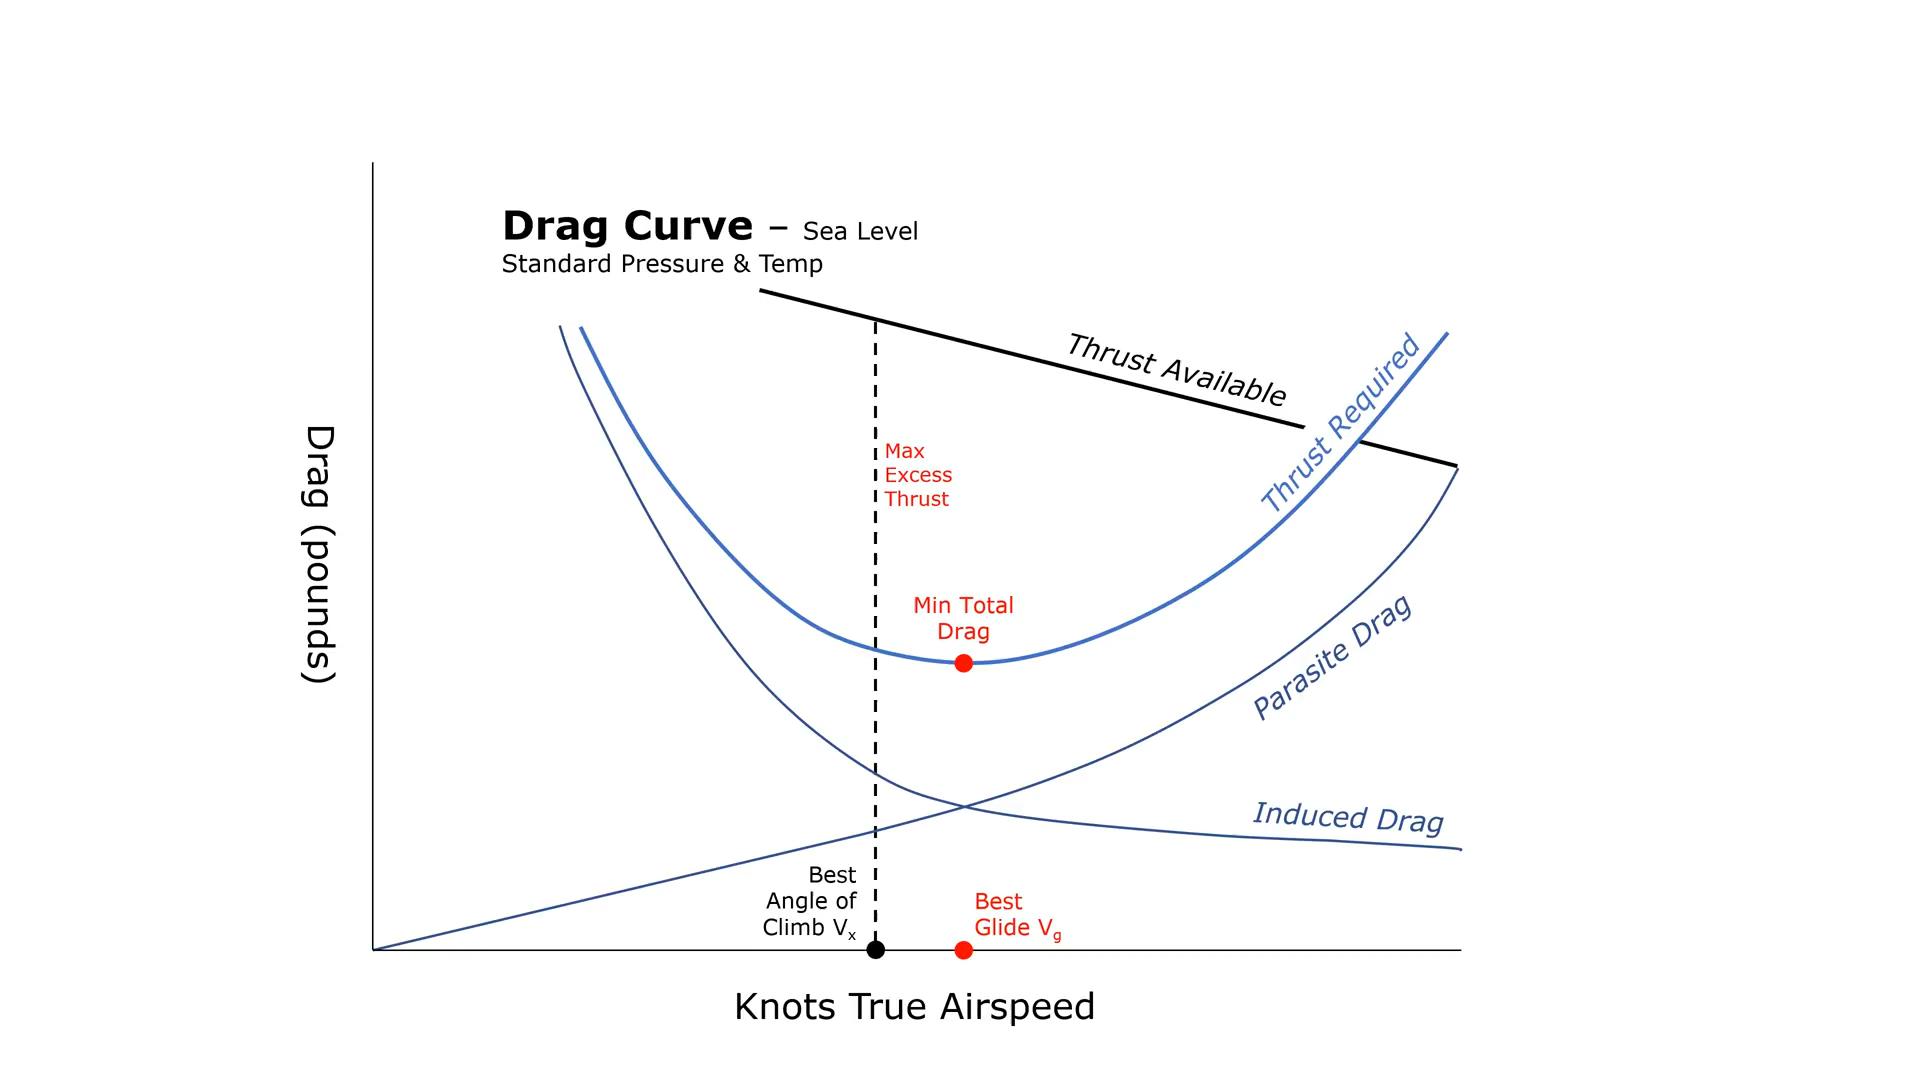 Drag Curve – Sea Level
Standard Pressure & Temp
Thrust Available
Thrust Required
Max
Excess
Thrust
Drag (pounds)
Min Total
Drag
Parasite Drag
Induced Drag
Best
Angle of
Climb Vx
Best
Glide Vg
Knots True Airspeed